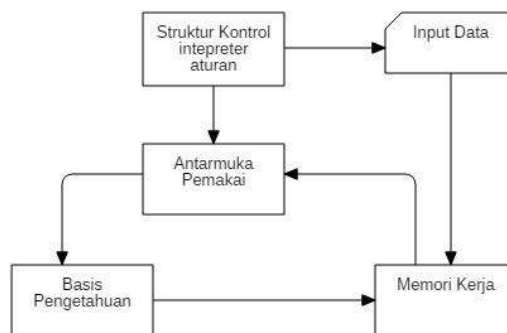 Struktur Kontrol
intepreter
aturan
Input Data
Antarmuka
Pemakai
Basis
Pengetahuan
Memori Kerja